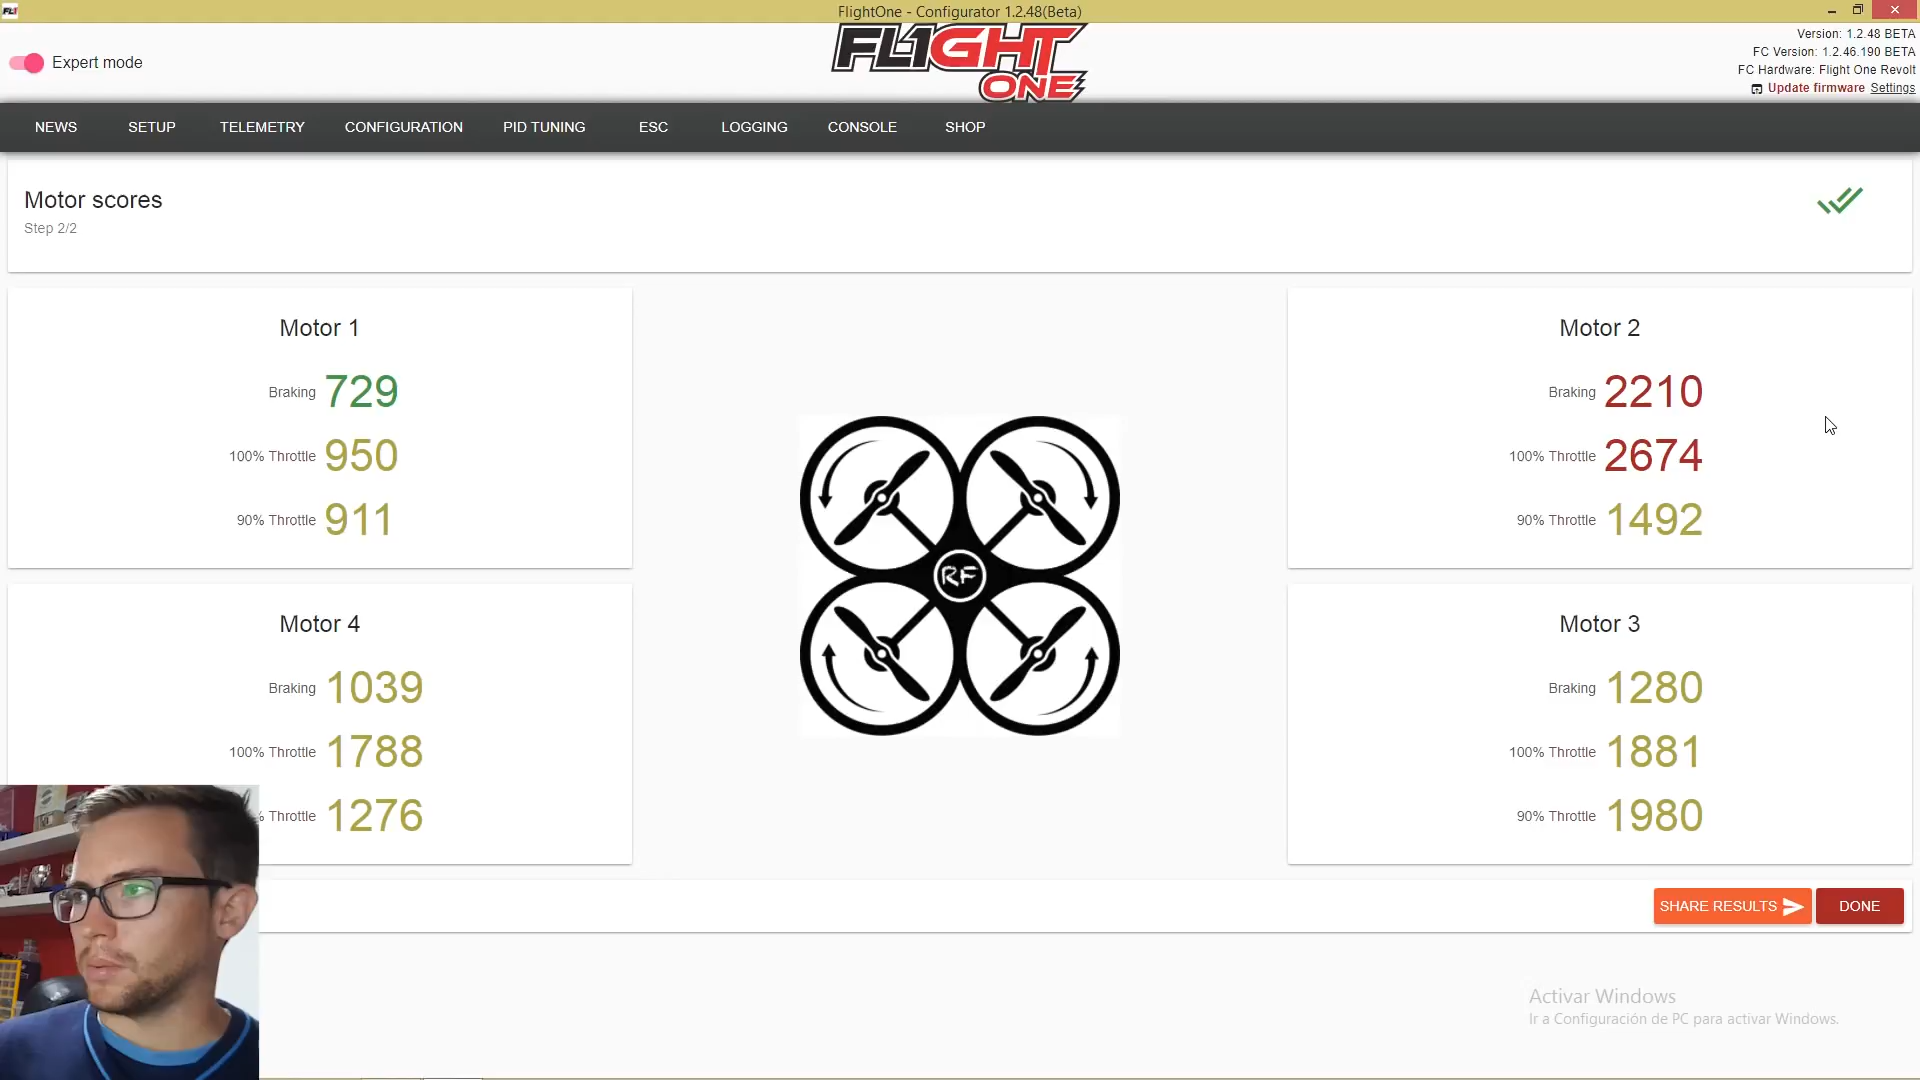 FL1
FlightOne - Configurator 1.2.48(Beta)
Expert mode
FL1GHT
ONE
Version: 1.2.48 BETA
FC Version: 1.2.46.190 BETA
FC Hardware: Flight One Revolt
Update firmware Settings
NEWS SETUP TELEMETRY CONFIGURATION PID TUNING ESC LOGGING CONSOLE SHOP
Motor scores
Step 2/2
Motor 1
Braking 729
100% Throttle 950
90% Throttle 911
Motor 2
Braking 2210
100% Throttle 2674
90% Throttle 1492
RF
Motor 4
Braking 1039
100% Throttle 1788
% Throttle 1276
Motor 3
Braking 1280
100% Throttle 1881
90% Throttle 1980
SHARE RESULTS DONE
Activar Windows
Ir a Configuración de PC para activar Windows.